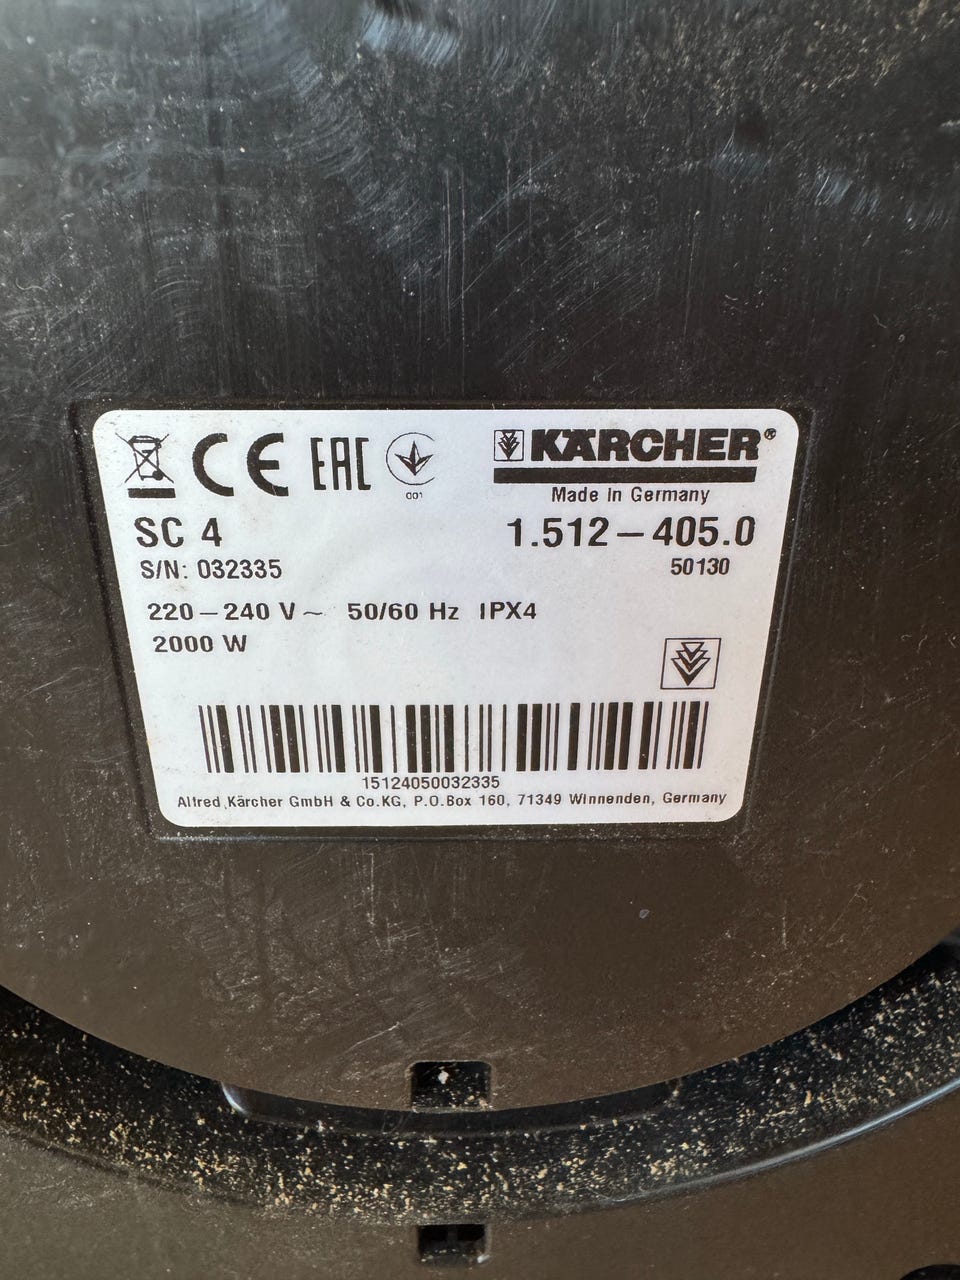 CE EAC 001 KÄRCHER®
Made in Germany
SC 4 1.512-405.0
S/N: 032335 50130
220-240 V~ 50/60 Hz IPX4
2000 W
15124050032335
Alfred Kärcher GmbH & Co.KG, P.O.Box 160, 71349 Winnenden, Germany